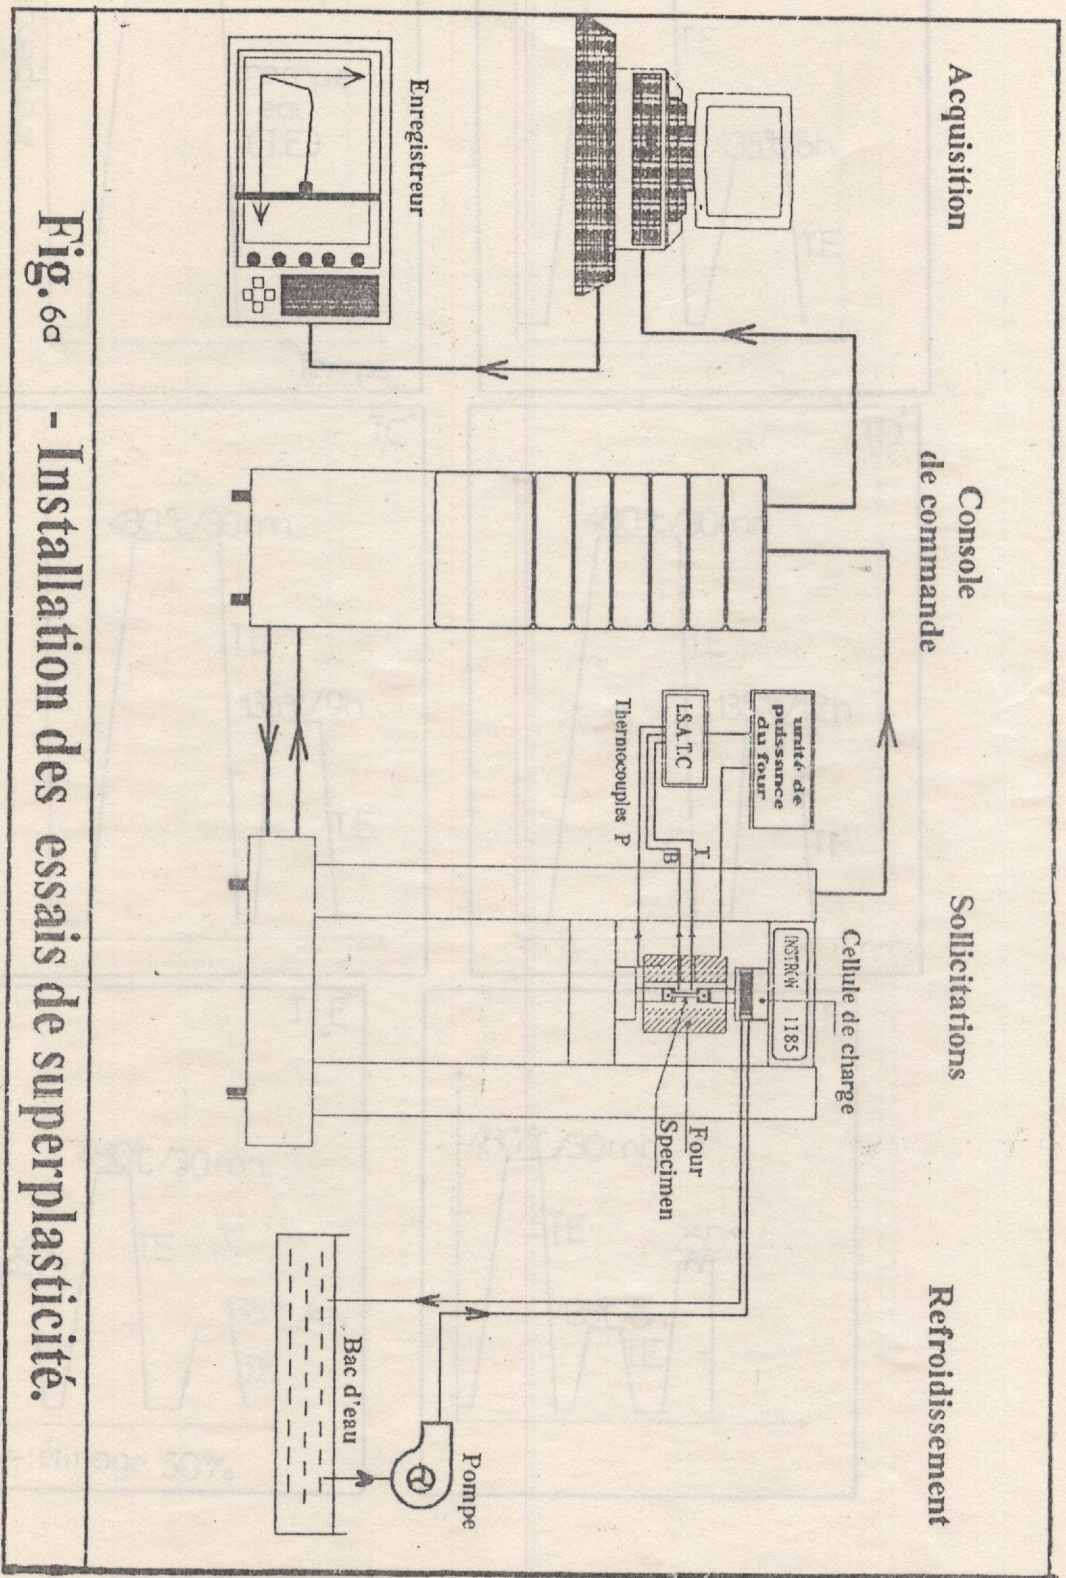 Acquisition
Console
de commande
Sollicitations
Refroidissement
Enregistreur
unité de
puissance
du four
I.S.A.T.C
Thermocouples P
T
B
Cellule de charge
INSTRON 1185
Four
Specimen
Bac d'eau
Pompe
Fig.6a - Installation des essais de superplasticité.